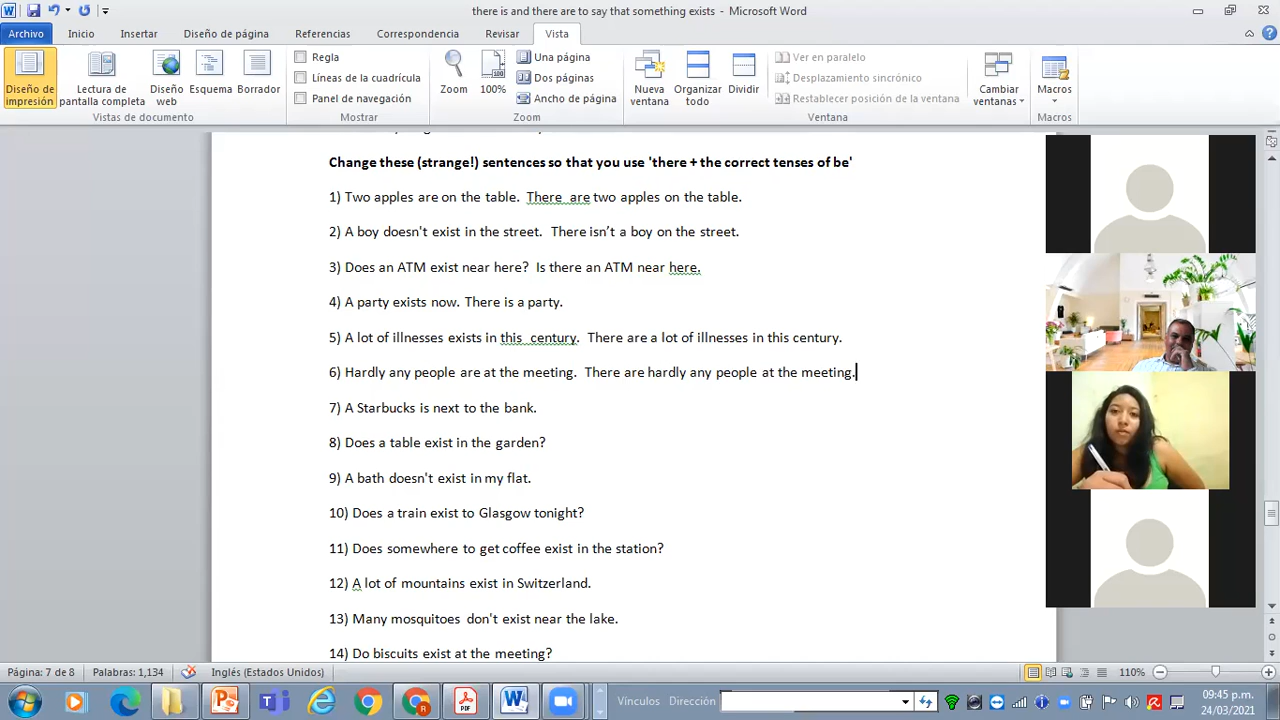 there is and there are to say that something exists - Microsoft Word
Archivo Inicio Insertar Diseño de página Referencias Correspondencia Revisar Vista
Diseño de impresión
Lectura de pantalla completa
Diseño web
Esquema
Borrador
Vistas de documento
Regla
Líneas de la cuadrícula
Panel de navegación
Mostrar
Zoom
100%
Una página
Dos páginas
Ancho de página
Zoom
Nueva ventana
Organizar todo
Dividir
Ver en paralelo
Desplazamiento sincrónico
Restablecer posición de la ventana
Ventana
Cambiar ventanas
Macros
Macros
Change these (strange!) sentences so that you use 'there + the correct tenses of be'
1) Two apples are on the table. There are two apples on the table.
2) A boy doesn't exist in the street. There isn’t a boy on the street.
3) Does an ATM exist near here? Is there an ATM near here.
4) A party exists now. There is a party.
5) A lot of illnesses exists in this century. There are a lot of illnesses in this century.
6) Hardly any people are at the meeting. There are hardly any people at the meeting.
7) A Starbucks is next to the bank.
8) Does a table exist in the garden?
9) A bath doesn't exist in my flat.
10) Does a train exist to Glasgow tonight?
11) Does somewhere to get coffee exist in the station?
12) A lot of mountains exist in Switzerland.
13) Many mosquitoes don't exist near the lake.
14) Do biscuits exist at the meeting?
Página: 7 de 8 Palabras: 1,134 Inglés (Estados Unidos) 110%
Vínculos Dirección
09:45 p.m.
24/03/2021